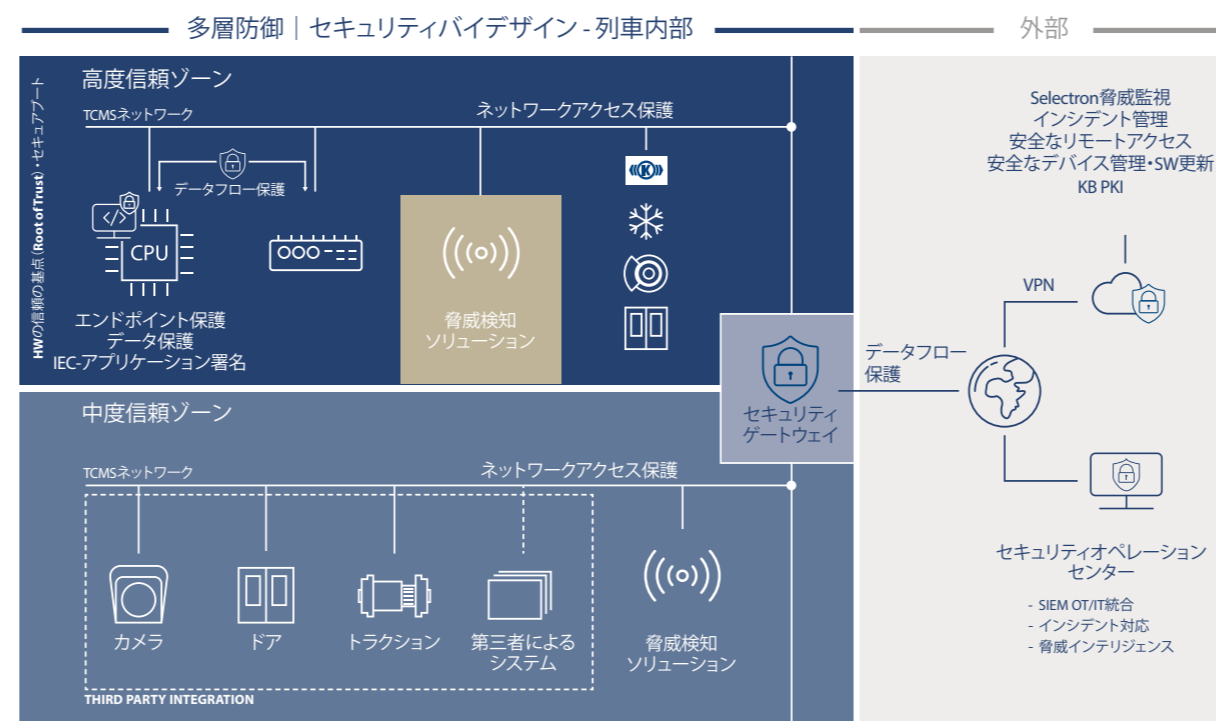 多層防御｜セキュリティバイデザイン - 列車内部
外部
高度信頼ゾーン
HWの信頼の基点（Root of Trust）・セキュアブート
TCMSネットワーク
ネットワークアクセス保護
データフロー保護
</>
CPU
K
エンドポイント保護
データ保護
IEC-アプリケーション署名
脅威検知
ソリューション
セキュリティ
ゲートウェイ
中度信頼ゾーン
TCMSネットワーク
ネットワークアクセス保護
カメラ
ドア
トラクション
第三者による
システム
脅威検知
ソリューション
THIRD PARTY INTEGRATION
Selectron脅威監視
インシデント管理
安全なリモートアクセス
安全なデバイス管理・SW更新
KB PKI
VPN
データフロー
保護
セキュリティオペレーション
センター
- SIEM OT/IT統合
- インシデント対応
- 脅威インテリジェンス